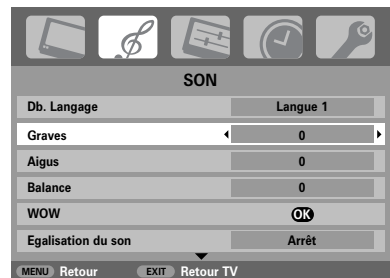 SON
Db. Langage Langue 1
Graves 0
Aigus 0
Balance 0
WOW OK
Egalisation du son Arrêt
MENU Retour EXIT Retour TV